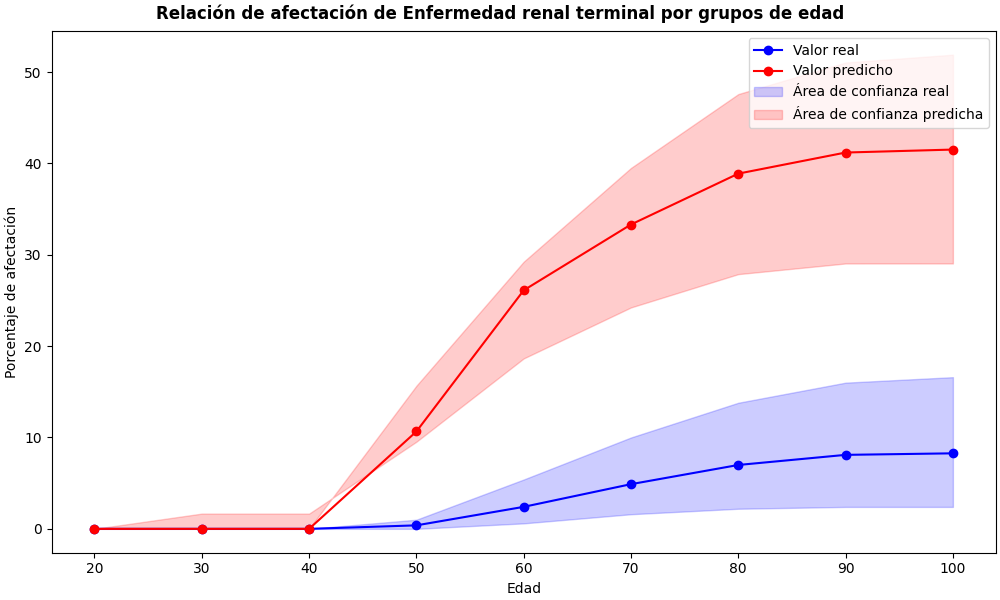 Relación de afectación de Enfermedad renal terminal por grupos de edad
Valor real
Valor predicho
Área de confianza real
Área de confianza predicha
Porcentaje de afectación
50
40
30
20
10
0
20 30 40 50 60 70 80 90 100
Edad